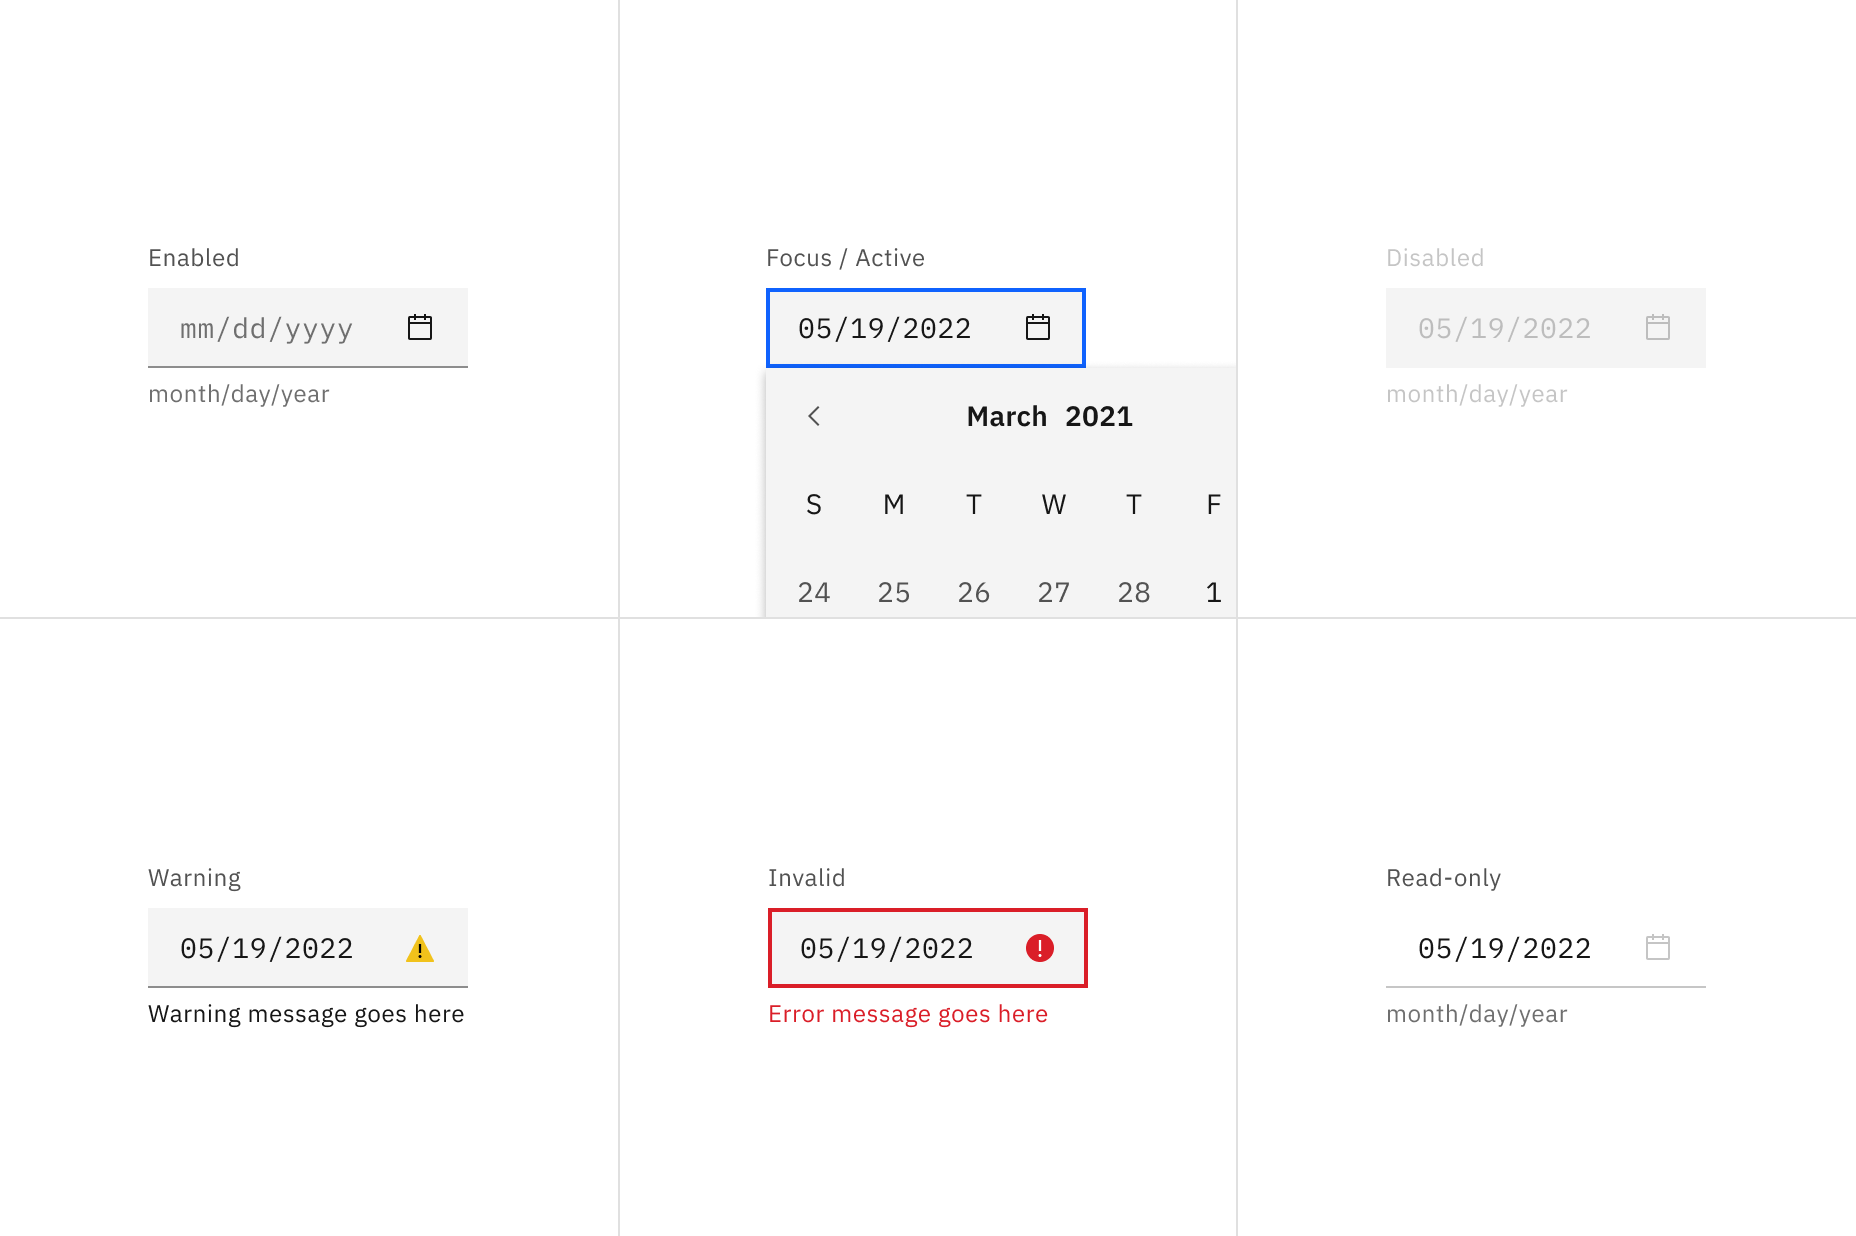 Enabled
mm/dd/yyyy
month/day/year
Focus / Active
05/19/2022
March 2021
S M T W T F
24 25 26 27 28 1
Disabled
05/19/2022
month/day/year
Warning
05/19/2022
Warning message goes here
Invalid
05/19/2022
Error message goes here
Read-only
05/19/2022
month/day/year